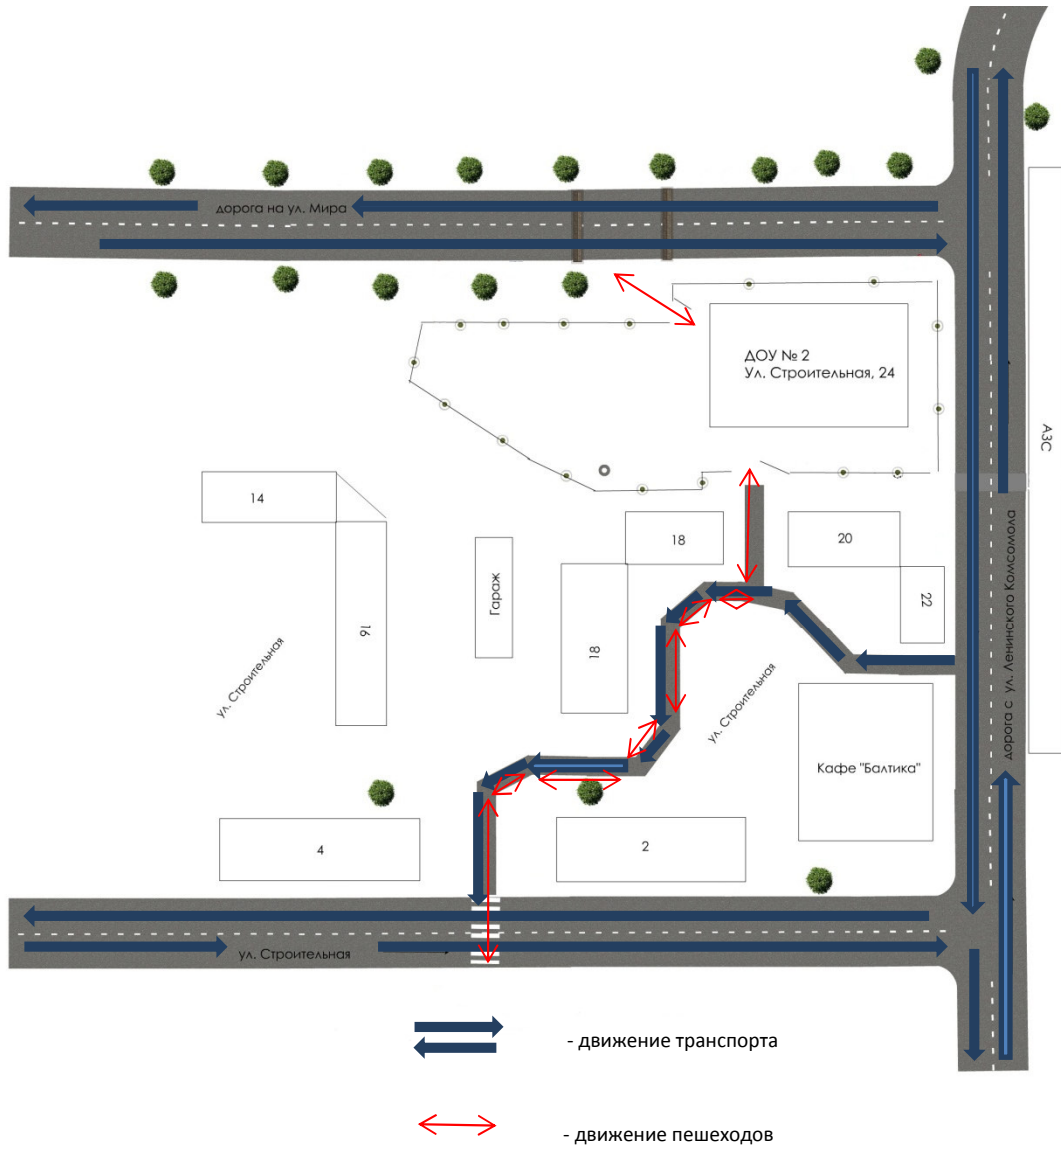 дорога на ул. Мира
ДОУ № 2
Ул. Строительная, 24
АЗС
14
18
20
Гараж
22
16
18
ул. Строительная
ул. Строительная
дорога с ул. Ленинского Комсомола
Кафе "Балтика"
4
2
ул. Строительная
- движение транспорта
- движение пешеходов